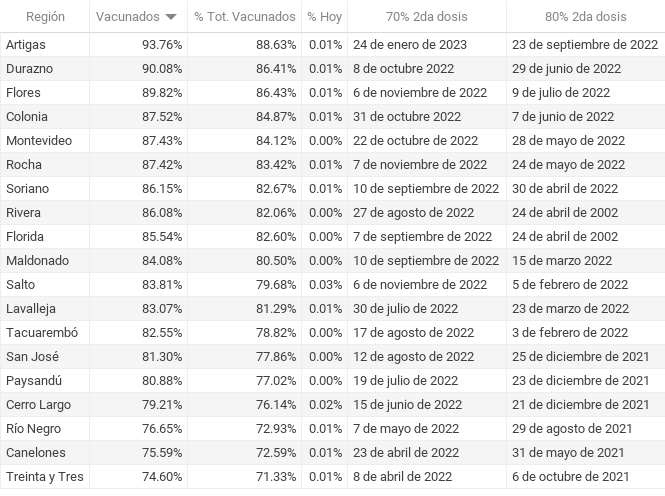 Región Vacunados % Tot. Vacunados % Hoy 70% 2da dosis 80% 2da dosis
Artigas 93.76% 88.63% 0.01% 24 de enero de 2023 23 de septiembre de 2022
Durazno 90.08% 86.41% 0.01% 8 de octubre 2022 29 de junio de 2022
Flores 89.82% 86.43% 0.01% 6 de noviembre de 2022 9 de julio de 2022
Colonia 87.52% 84.87% 0.01% 31 de octubre 2022 7 de junio de 2022
Montevideo 87.43% 84.12% 0.00% 22 de octubre de 2022 28 de mayo de 2022
Rocha 87.42% 83.42% 0.01% 7 de noviembre de 2022 24 de mayo de 2022
Soriano 86.15% 82.67% 0.01% 10 de septiembre de 2022 30 de abril de 2022
Rivera 86.08% 82.06% 0.00% 27 de agosto de 2022 24 de abril de 2002
Florida 85.54% 82.60% 0.00% 7 de septiembre de 2022 24 de abril de 2002
Maldonado 84.08% 80.50% 0.00% 10 de septiembre de 2022 15 de marzo 2022
Salto 83.81% 79.68% 0.03% 6 de noviembre de 2022 5 de febrero de 2022
Lavalleja 83.07% 81.29% 0.01% 30 de julio de 2022 23 de marzo de 2022
Tacuarembó 82.55% 78.82% 0.00% 17 de agosto de 2022 3 de febrero de 2022
San José 81.30% 77.86% 0.00% 12 de agosto de 2022 25 de diciembre de 2021
Paysandú 80.88% 77.02% 0.00% 19 de julio de 2022 23 de diciembre de 2021
Cerro Largo 79.21% 76.14% 0.02% 15 de junio de 2022 21 de diciembre de 2021
Río Negro 76.65% 72.93% 0.01% 7 de mayo de 2022 29 de agosto de 2021
Canelones 75.59% 72.59% 0.01% 23 de abril de 2022 31 de mayo de 2021
Treinta y Tres 74.60% 71.33% 0.01% 8 de abril de 2022 6 de octubre de 2021